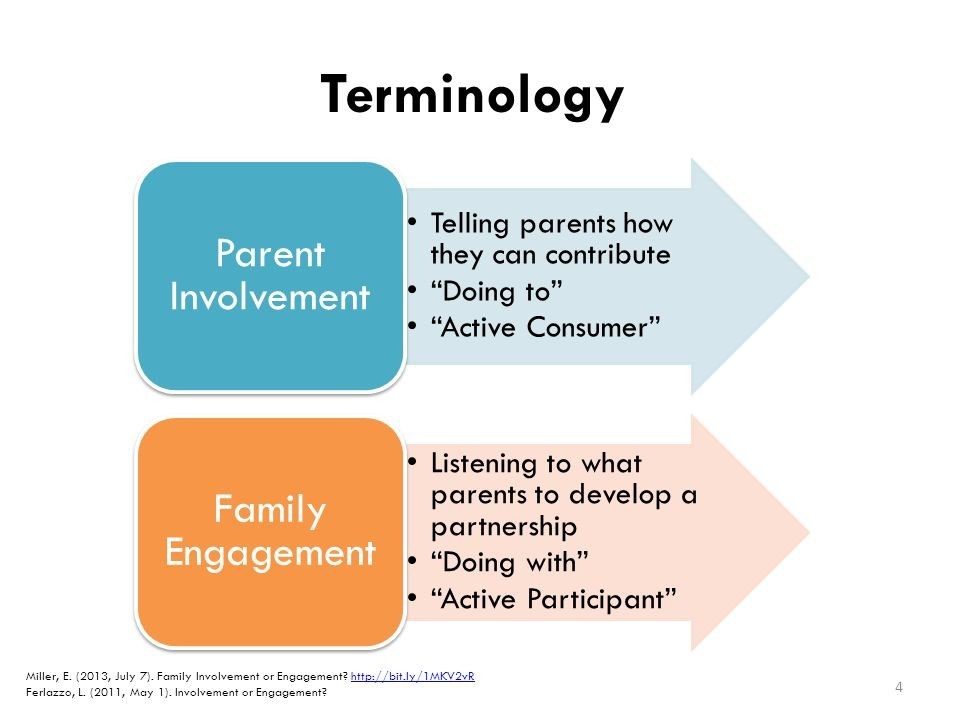 Terminology
Parent
Involvement
• Telling parents how
they can contribute
• “Doing to”
• “Active Consumer”
Family
Engagement
• Listening to what
parents to develop a
partnership
• “Doing with”
• “Active Participant”
Miller, E. (2013, July 7). Family Involvement or Engagement? http://bit.ly/1MKV2vR
Ferlazzo, L. (2011, May 1). Involvement or Engagement?
4